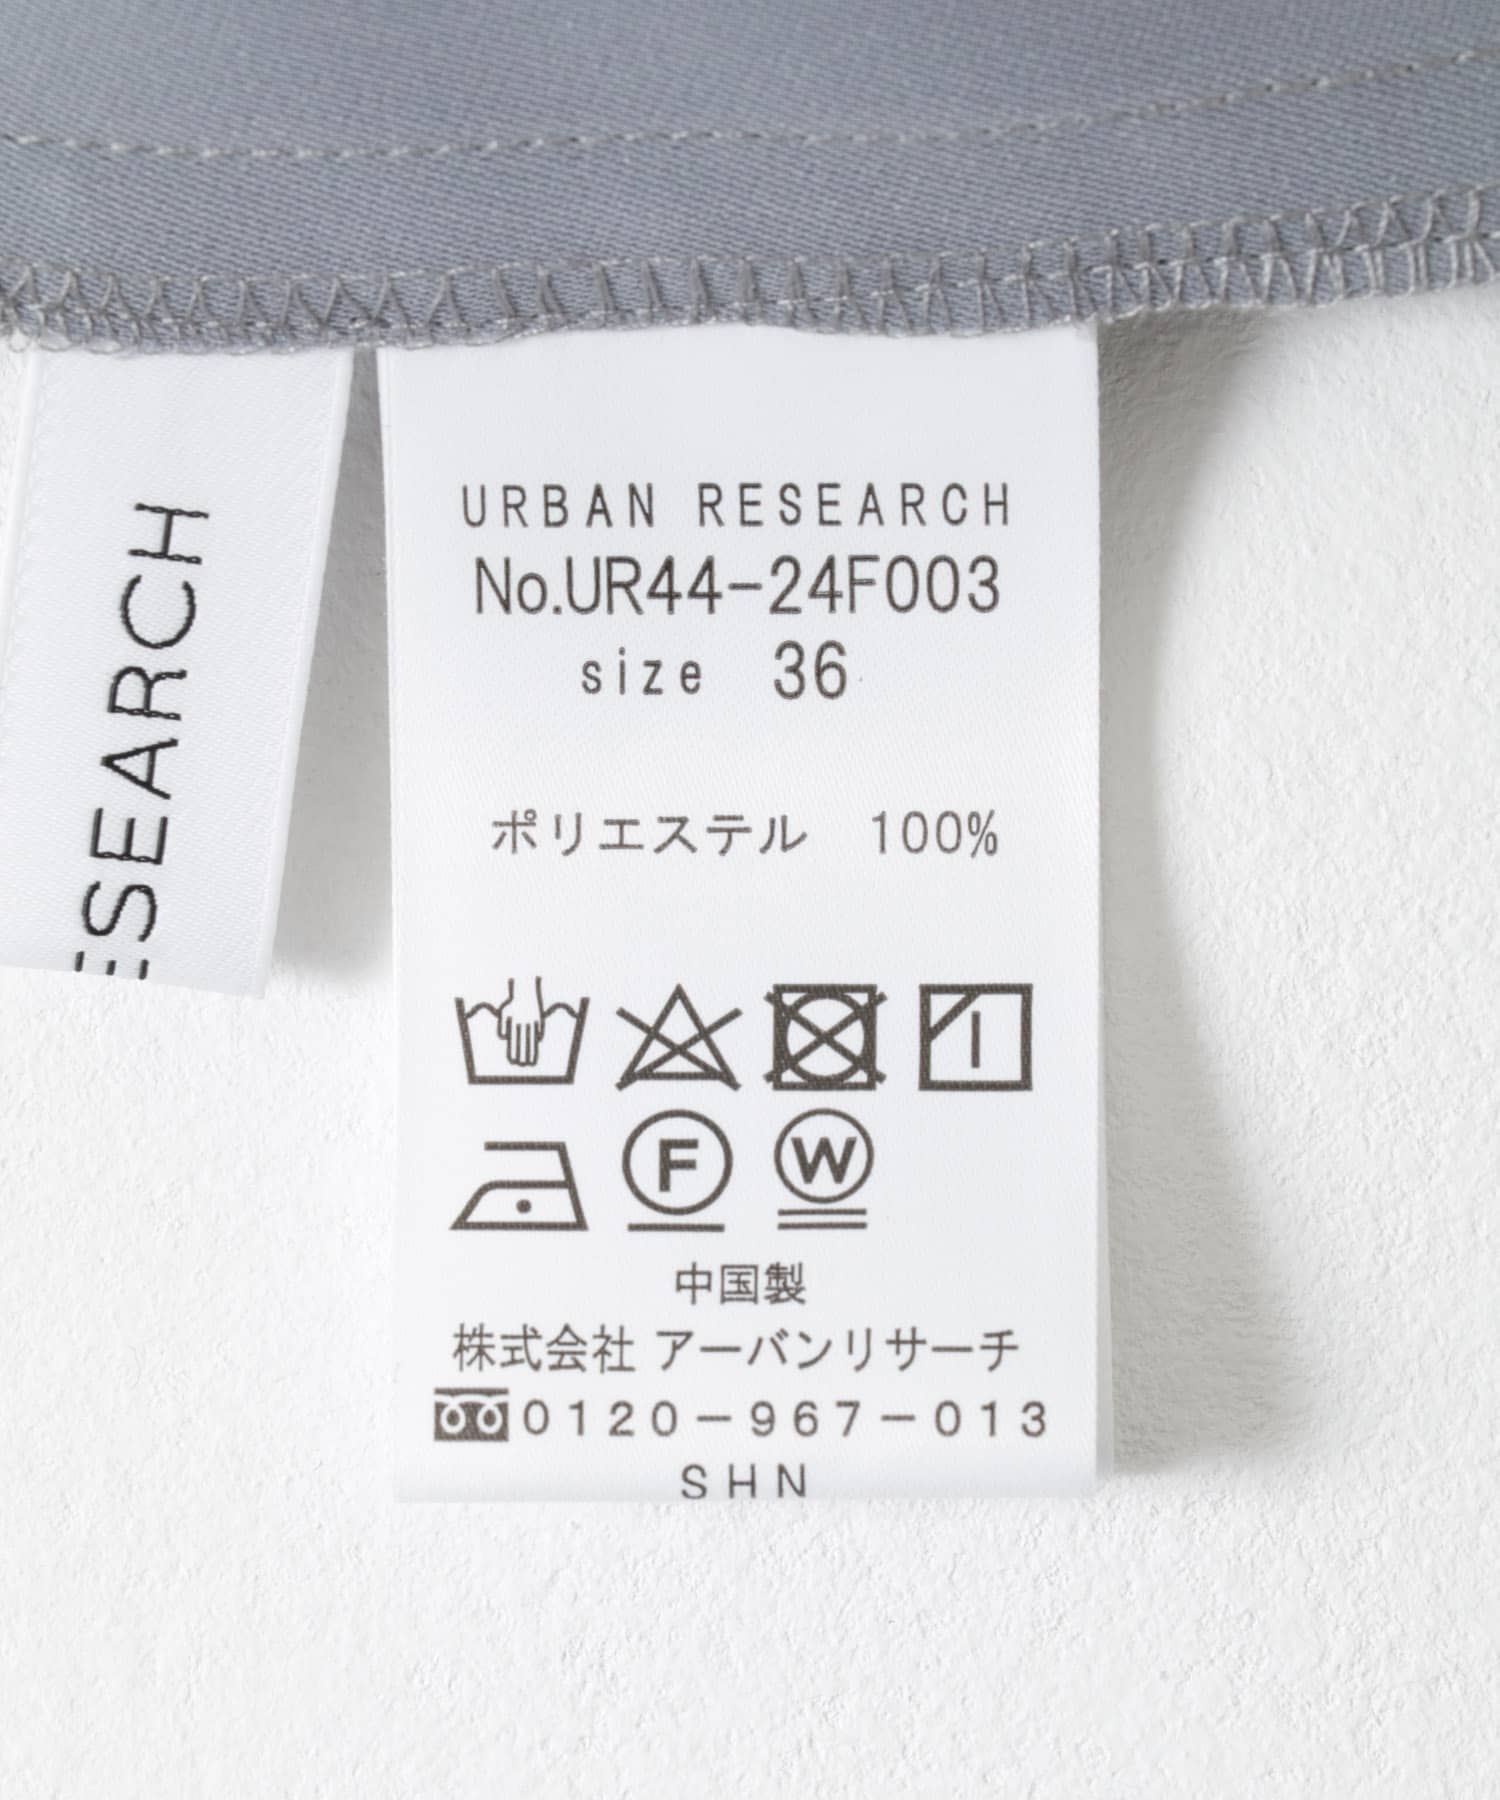 ESEARCH
URBAN RESEARCH
No.UR44-24F003
size 36
ポリエステル 100%
F W
中国製
株式会社 アーバンリサーチ
0120-967-013
SHN